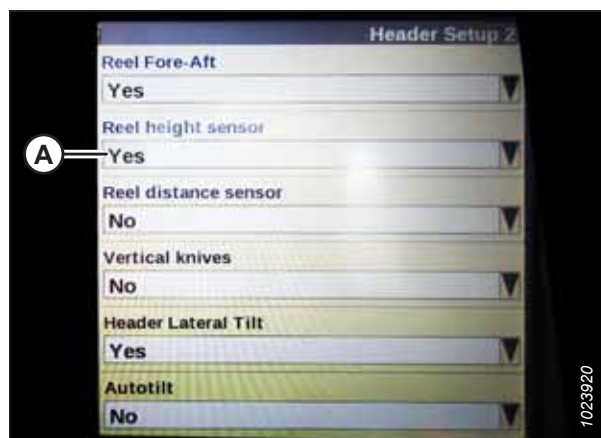 Header Setup 2
Reel Fore-Aft
Yes
Reel height sensor
A
Yes
Reel distance sensor
No
Vertical knives
No
Header Lateral Tilt
Yes
Autotilt
No
1023920